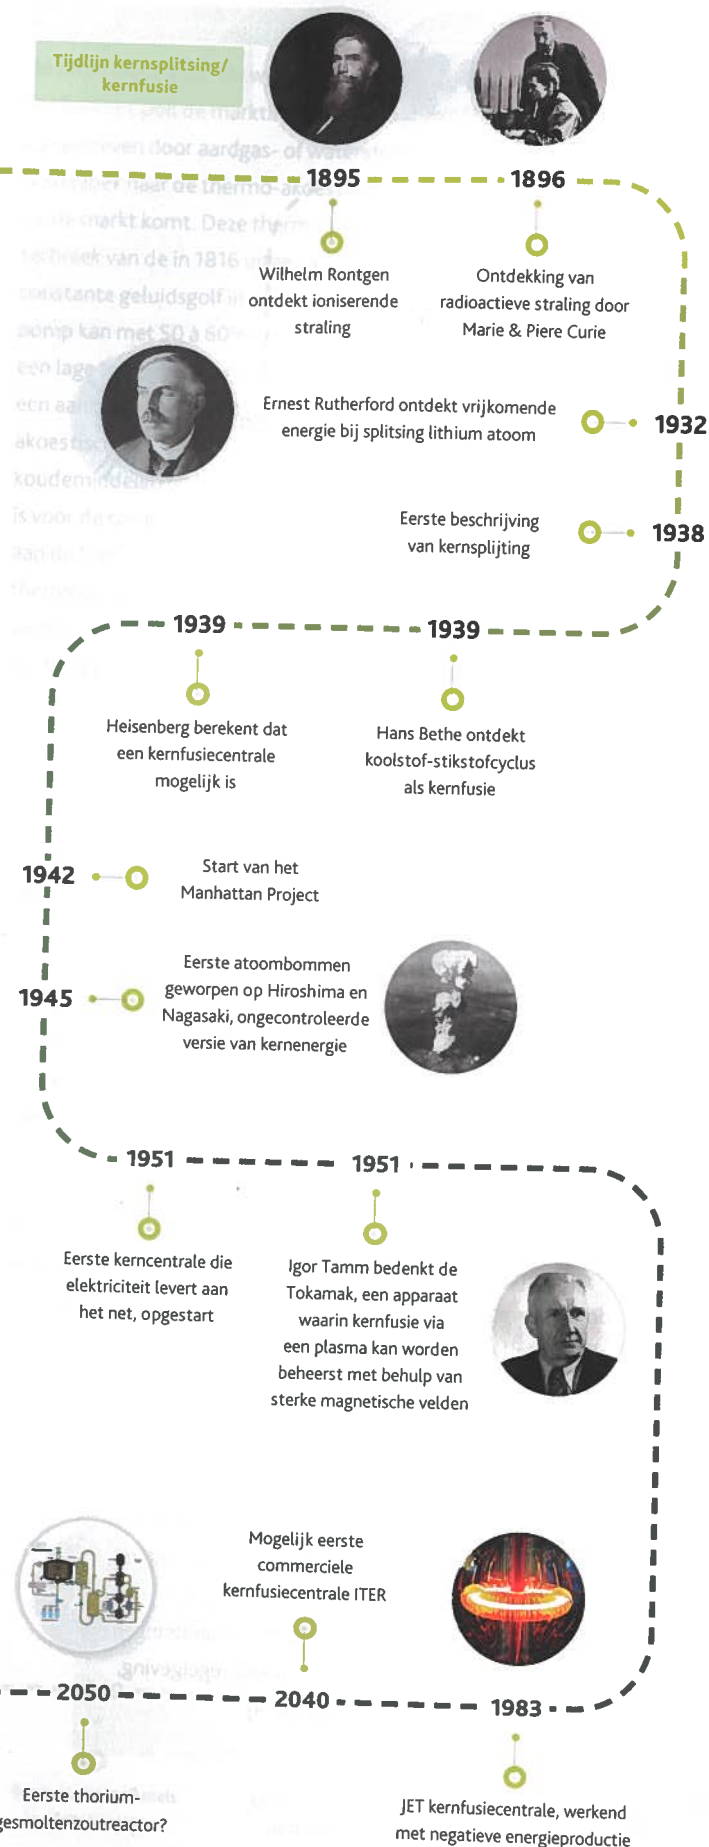 Tijdlijn kernsplitsing/
kernfusie
1895
1896
Wilhelm Rontgen
ontdekt ioniserende
straling
Ontdekking van
radioactieve straling door
Marie & Piere Curie
Ernest Rutherford ontdekt vrijkomende
energie bij splitsing lithium atoom
1932
Eerste beschrijving
van kernsplijting
1938
1939
1939
Heisenberg berekent dat
een kernfusiecentrale
mogelijk is
Hans Bethe ontdekt
koolstof-stikstofcyclus
als kernfusie
1942
Start van het
Manhattan Project
1945
Eerste atoombommen
geworpen op Hiroshima en
Nagasaki, ongecontroleerde
versie van kernenergie
1951
1951
Eerste kerncentrale die
elektriciteit levert aan
het net, opgestart
Igor Tamm bedenkt de
Tokamak, een apparaat
waarin kernfusie via
een plasma kan worden
beheerst met behulp van
sterke magnetische velden
Mogelijk eerste
commerciele
kernfusiecentrale ITER
2050
2040
1983
Eerste thorium-
gesmoltenzoutreactor?
JET kernfusiecentrale, werkend
met negatieve energieproductie